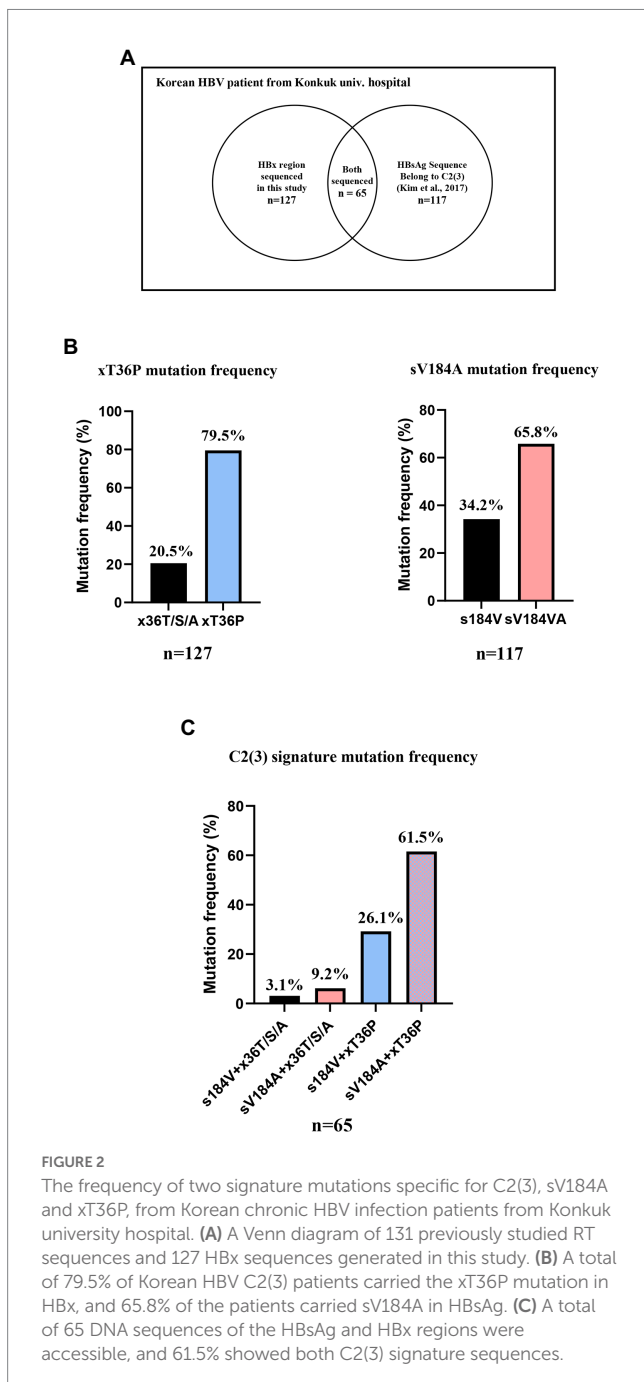 A
Korean HBV patient from Konkuk univ. hospital
HBx region
sequenced
in this study
n=127
Both
sequenced
n = 65
HBsAg Sequence
Belong to C2(3)
(Kim et al., 2017)
n=117
B
xT36P mutation frequency
Mutation frequency (%)
100
80
60
40
20
0
20.5%
79.5%
x36T/S/A
xT36P
n=127
sV184A mutation frequency
Mutation frequency (%)
80
60
40
20
0
34.2%
65.8%
s184V
sV184VA
n=117
C
C2(3) signature mutation frequency
Mutation frequency (%)
80
60
40
20
0
3.1%
9.2%
26.1%
61.5%
s184V+x36T/S/A
sV184A+x36T/S/A
s184V+xT36P
sV184A+xT36P
n=65
FIGURE 2
The frequency of two signature mutations specific for C2(3), sV184A
and xT36P, from Korean chronic HBV infection patients from Konkuk
university hospital. (A) A Venn diagram of 131 previously studied RT
sequences and 127 HBx sequences generated in this study. (B) A total
of 79.5% of Korean HBV C2(3) patients carried the xT36P mutation in
HBx, and 65.8% of the patients carried sV184A in HBsAg. (C) A total
of 65 DNA sequences of the HBsAg and HBx regions were
accessible, and 61.5% showed both C2(3) signature sequences.